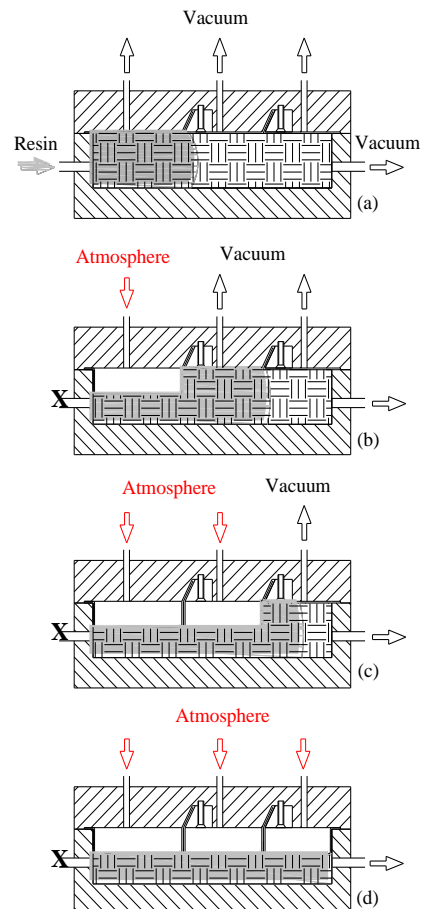 Vacuum
Resin
Vacuum
(a)
Atmosphere Vacuum
X
(b)
Atmosphere Vacuum
X
(c)
Atmosphere
X
(d)